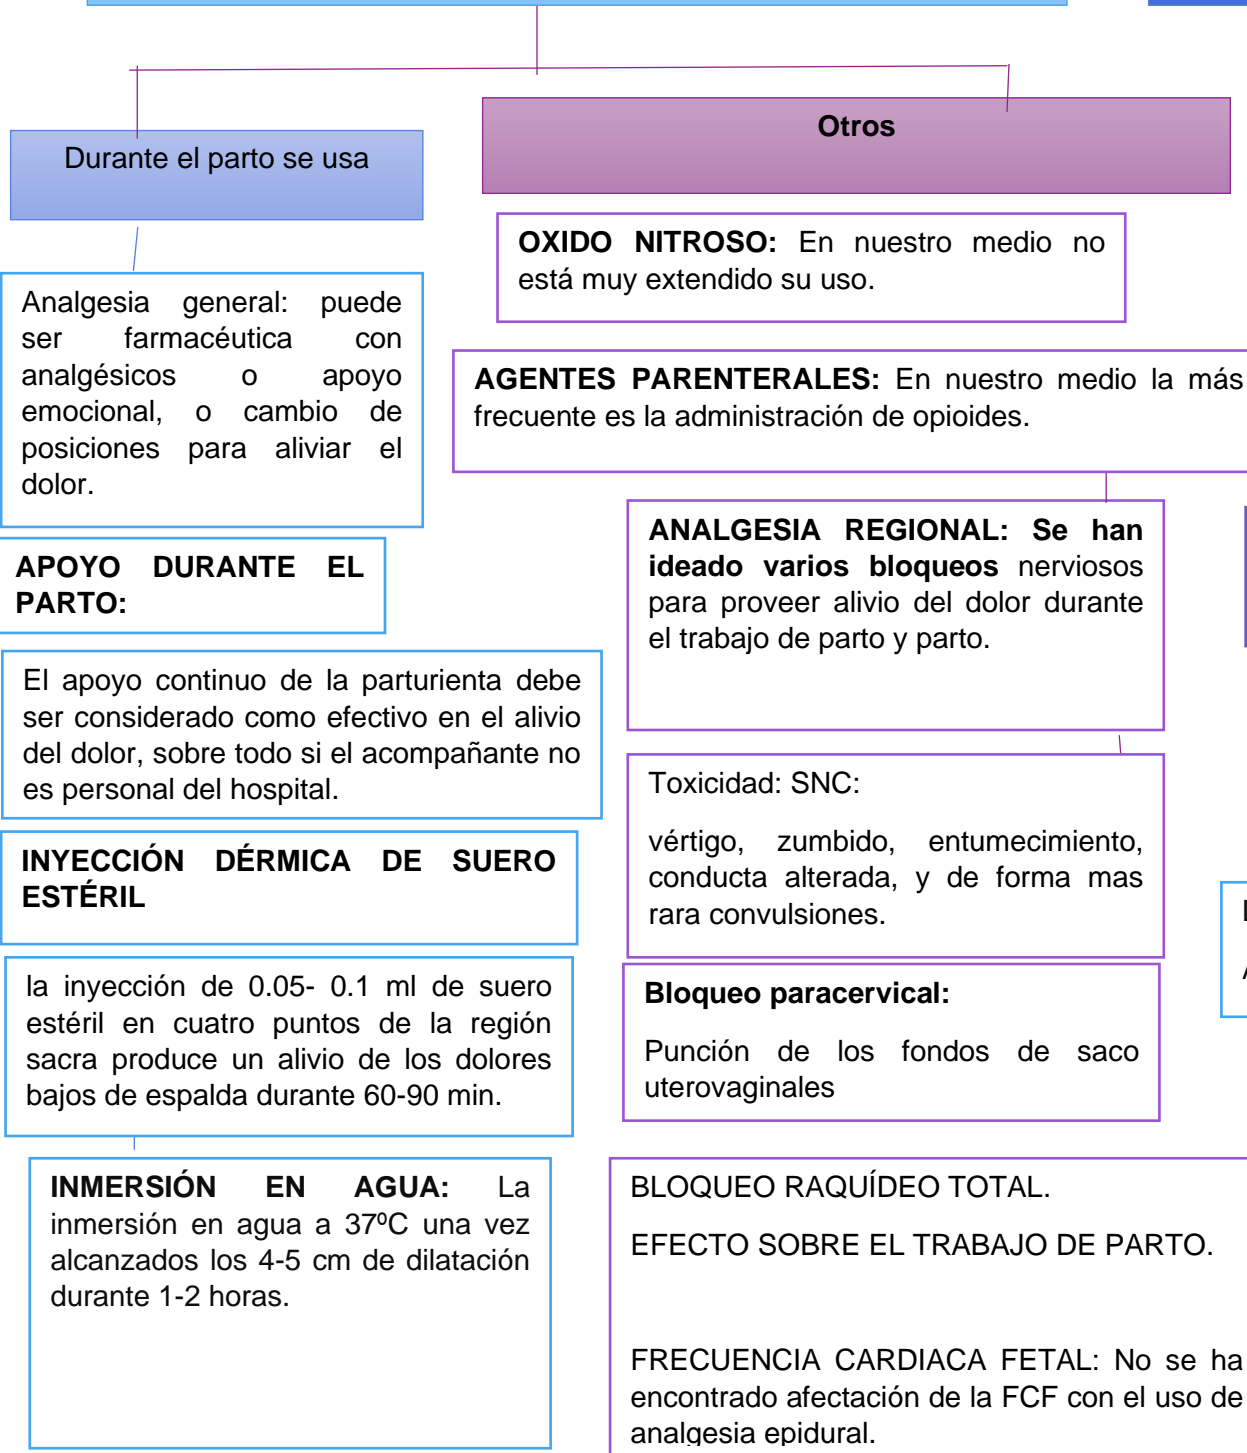 Durante el parto se usa
Analgesia general: puede
ser farmacéutica con
analgésicos o apoyo
emocional, o cambio de
posiciones para aliviar el
dolor.
APOYO DURANTE EL
PARTO:
El apoyo continuo de la parturienta debe
ser considerado como efectivo en el alivio
del dolor, sobre todo si el acompañante no
es personal del hospital.
INYECCIÓN DÉRMICA DE SUERO
ESTÉRIL
la inyección de 0.05- 0.1 ml de suero
estéril en cuatro puntos de la región
sacra produce un alivio de los dolores
bajos de espalda durante 60-90 min.
INMERSIÓN EN AGUA: La
inmersión en agua a 37ºC una vez
alcanzados los 4-5 cm de dilatación
durante 1-2 horas.
Otros
OXIDO NITROSO: En nuestro medio no
está muy extendido su uso.
AGENTES PARENTERALES: En nuestro medio la más
frecuente es la administración de opioides.
ANALGESIA REGIONAL: Se han
ideado varios bloqueos nerviosos
para proveer alivio del dolor durante
el trabajo de parto y parto.
Toxicidad: SNC:
vértigo, zumbido, entumecimiento,
conducta alterada, y de forma mas
rara convulsiones.
Bloqueo paracervical:
Punción de los fondos de saco
uterovaginales
BLOQUEO RAQUÍDEO TOTAL.
EFECTO SOBRE EL TRABAJO DE PARTO.
FRECUENCIA CARDIACA FETAL: No se ha
encontrado afectación de la FCF con el uso de
analgesia epidural.